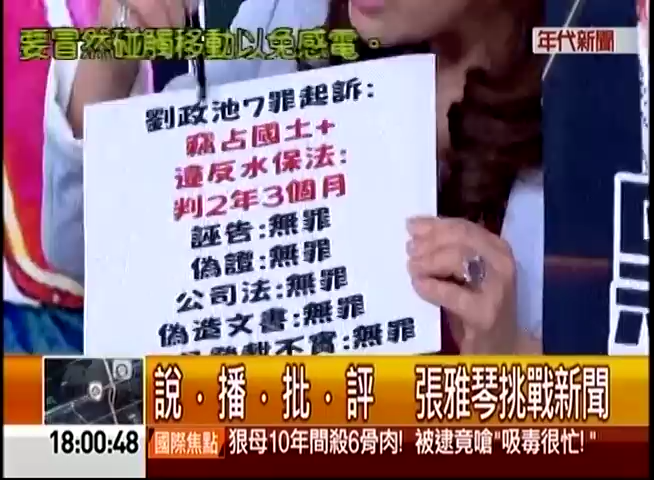 要冒然碰觸移動以免感電。
年代新聞
劉政池7罪起訴:
竊占國土+
違反水保法:
判2年3個月
誣告:無罪
偽證:無罪
公司法:無罪
偽造文書:無罪
不實:無罪
說·播·批·評 張雅琴挑戰新聞
18:00:48 國際焦點 狠母10年間殺6骨肉! 被逮竟嗆"吸毒很忙!"